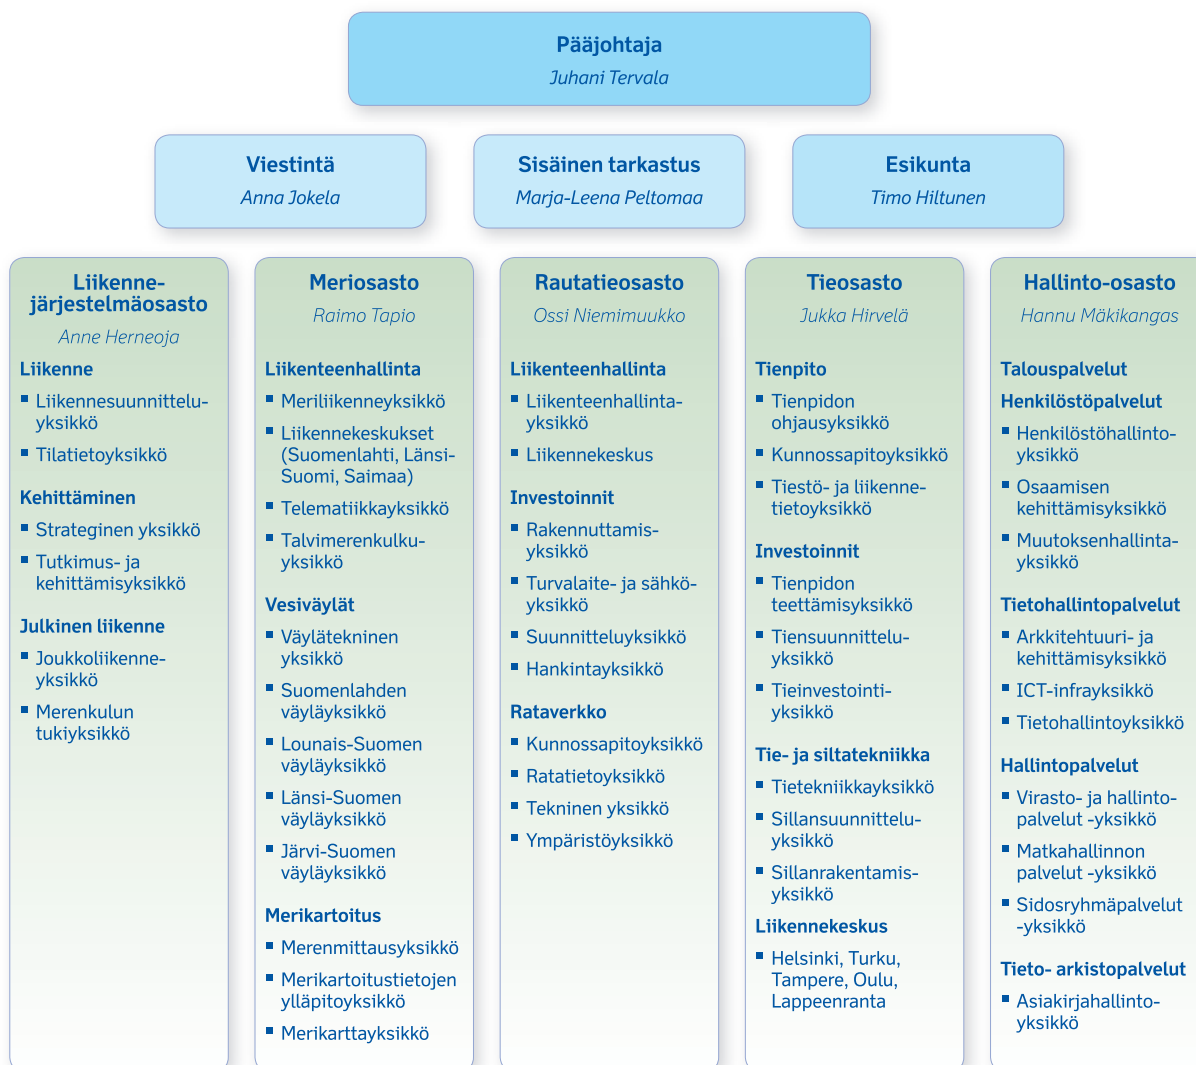 Pääjohtaja
Juhani Tervala
Viestintä
Anna Jokela
Sisäinen tarkastus
Marja-Leena Peltomaa
Esikunta
Timo Hiltunen
Liikenne-
järjestelmäosasto
Anne Herneoja
Liikenne
Liikennesuunnittelu-
yksikkö
Tilatietoyksikkö
Kehittäminen
Strateginen yksikkö
Tutkimus- ja
kehittämisyksikkö
Julkinen liikenne
Joukkoliikenne-
yksikkö
Merenkulun
tukiyksikkö
Meriosasto
Raimo Tapio
Liikenteenhallinta
Meriliikenneyksikkö
Liikennekeskukset
(Suomenlahti, Länsi-
Suomi, Saimaa)
Telematiikkayksikkö
Talvimerenkulku-
yksikkö
Vesiväylät
Väylätekninen
yksikkö
Suomenlahden
väyläyksikkö
Lounais-Suomen
väyläyksikkö
Länsi-Suomen
väyläyksikkö
Järvi-Suomen
väyläyksikkö
Merikartoitus
Merenmittausyksikkö
Merikartoitustietojen
ylläpitoyksikkö
Merikarttayksikkö
Rautatieosasto
Ossi Niemimuukko
Liikenteenhallinta
Liikenteenhallinta-
yksikkö
Liikennekeskus
Investoinnit
Rakennuttamis-
yksikkö
Turvalaite- ja sähkö-
yksikkö
Suunnitteluyksikkö
Hankintayksikkö
Rataverkko
Kunnossapitoyksikkö
Ratatietoyksikkö
Tekninen yksikkö
Ympäristöyksikkö
Tieosasto
Jukka Hirvelä
Tienpito
Tienpidon
ohjausyksikkö
Kunnossapitoyksikkö
Tiestö- ja liikenne-
tietoyksikkö
Investoinnit
Tienpidon
teettämisyksikkö
Tiensuunnittelu-
yksikkö
Tieinvestointi-
yksikkö
Tie- ja siltatekniikka
Tietekniikkayksikkö
Sillansuunnittelu-
yksikkö
Sillanrakentamis-
yksikkö
Liikennekeskus
Helsinki, Turku,
Tampere, Oulu,
Lappeenranta
Hallinto-osasto
Hannu Mäkikangas
Talouspalvelut
Henkilöstöpalvelut
Henkilöstöhallinto-
yksikkö
Osaamisen
kehittämisyksikkö
Muutoksenhallinta-
yksikkö
Tietohallintopalvelut
Arkkitehtuuri- ja
kehittämisyksikkö
ICT-infrayksikkö
Tietohallintoyksikkö
Hallintopalvelut
Virasto- ja hallinto-
palvelut -yksikkö
Matkahallinnon
palvelut -yksikkö
Sidosryhmäpalvelut
-yksikkö
Tieto- arkistopalvelut
Asiakirjahallinto-
yksikkö